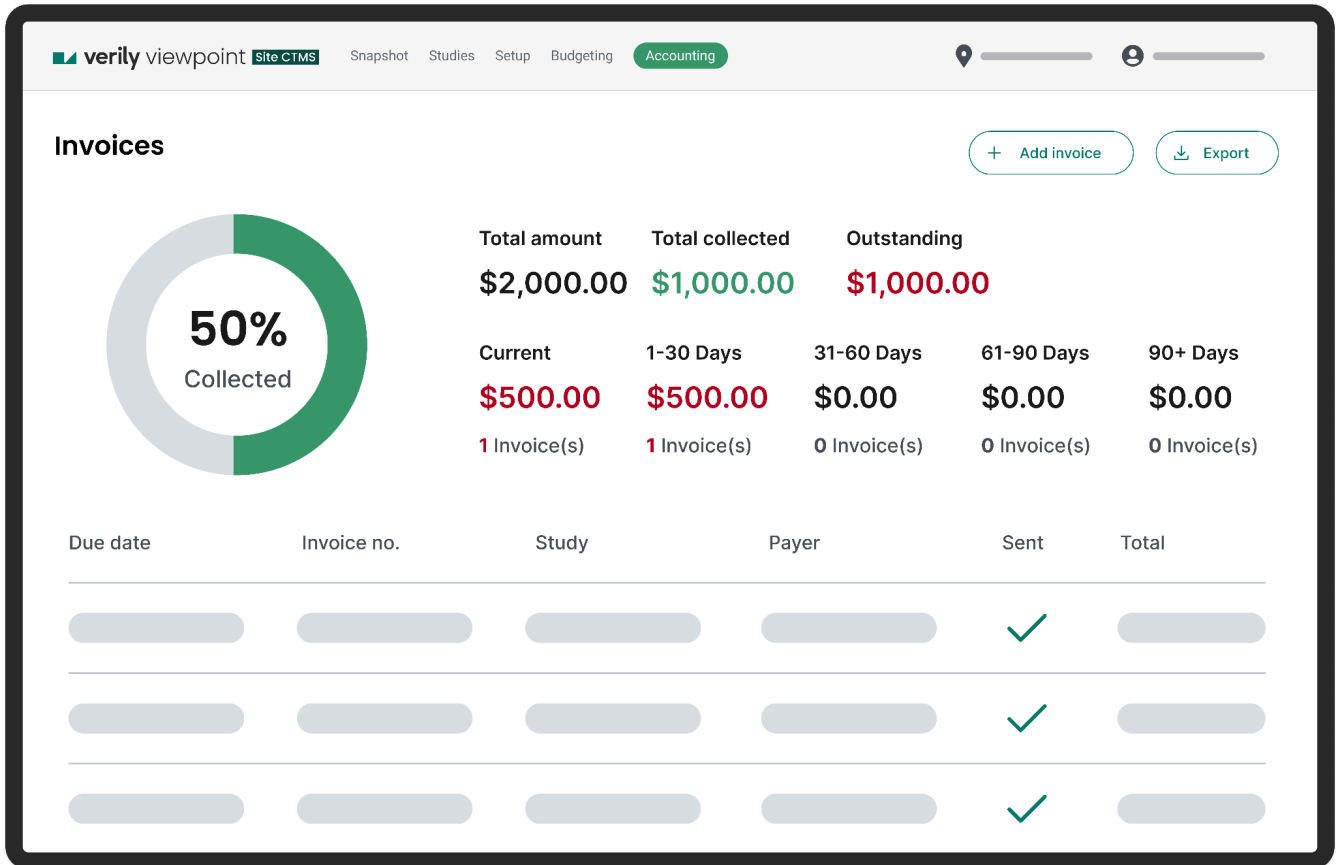 verily viewpoint Site CTMS Snapshot Studies Setup Budgeting Accounting
Invoices
+ Add invoice Export
50%
Collected
Total amount Total collected Outstanding
$2,000.00 $1,000.00 $1,000.00
Current 1-30 Days 31-60 Days 61-90 Days 90+ Days
$500.00 $500.00 $0.00 $0.00 $0.00
1 Invoice(s) 1 Invoice(s) 0 Invoice(s) 0 Invoice(s) 0 Invoice(s)
Due date Invoice no. Study Payer Sent Total